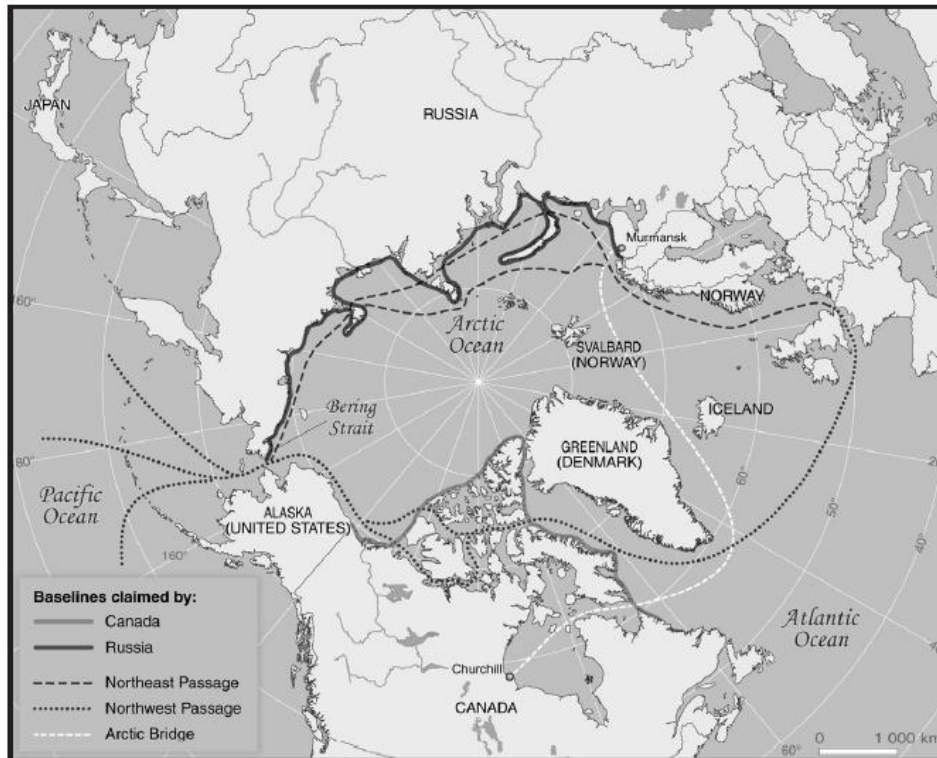 JAPAN
RUSSIA
Murmansk
NORWAY
Arctic
Ocean
SVALBARD
(NORWAY)
ICELAND
Bering
Strait
GREENLAND
(DENMARK)
Pacific
Ocean
ALASKA
(UNITED STATES)
160°
180°
160°
20°
60°
50°
40°
Atlantic
Ocean
Churchill
CANADA
60°
Baselines claimed by:
Canada
Russia
Northeast Passage
Northwest Passage
Arctic Bridge
0 1 000 km